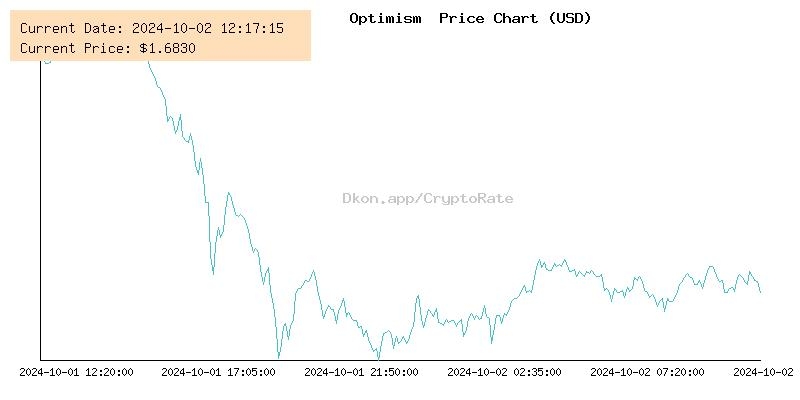 Optimism  Price Chart (USD)
Current Date: 2024-10-02 12:17:15
Current Price: $1.6830
Dkon.app/CryptoRate
2024-10-01 12:20:00 2024-10-01 17:05:00 2024-10-01 21:50:00 2024-10-02 02:35:00 2024-10-02 07:20:00 2024-10-02